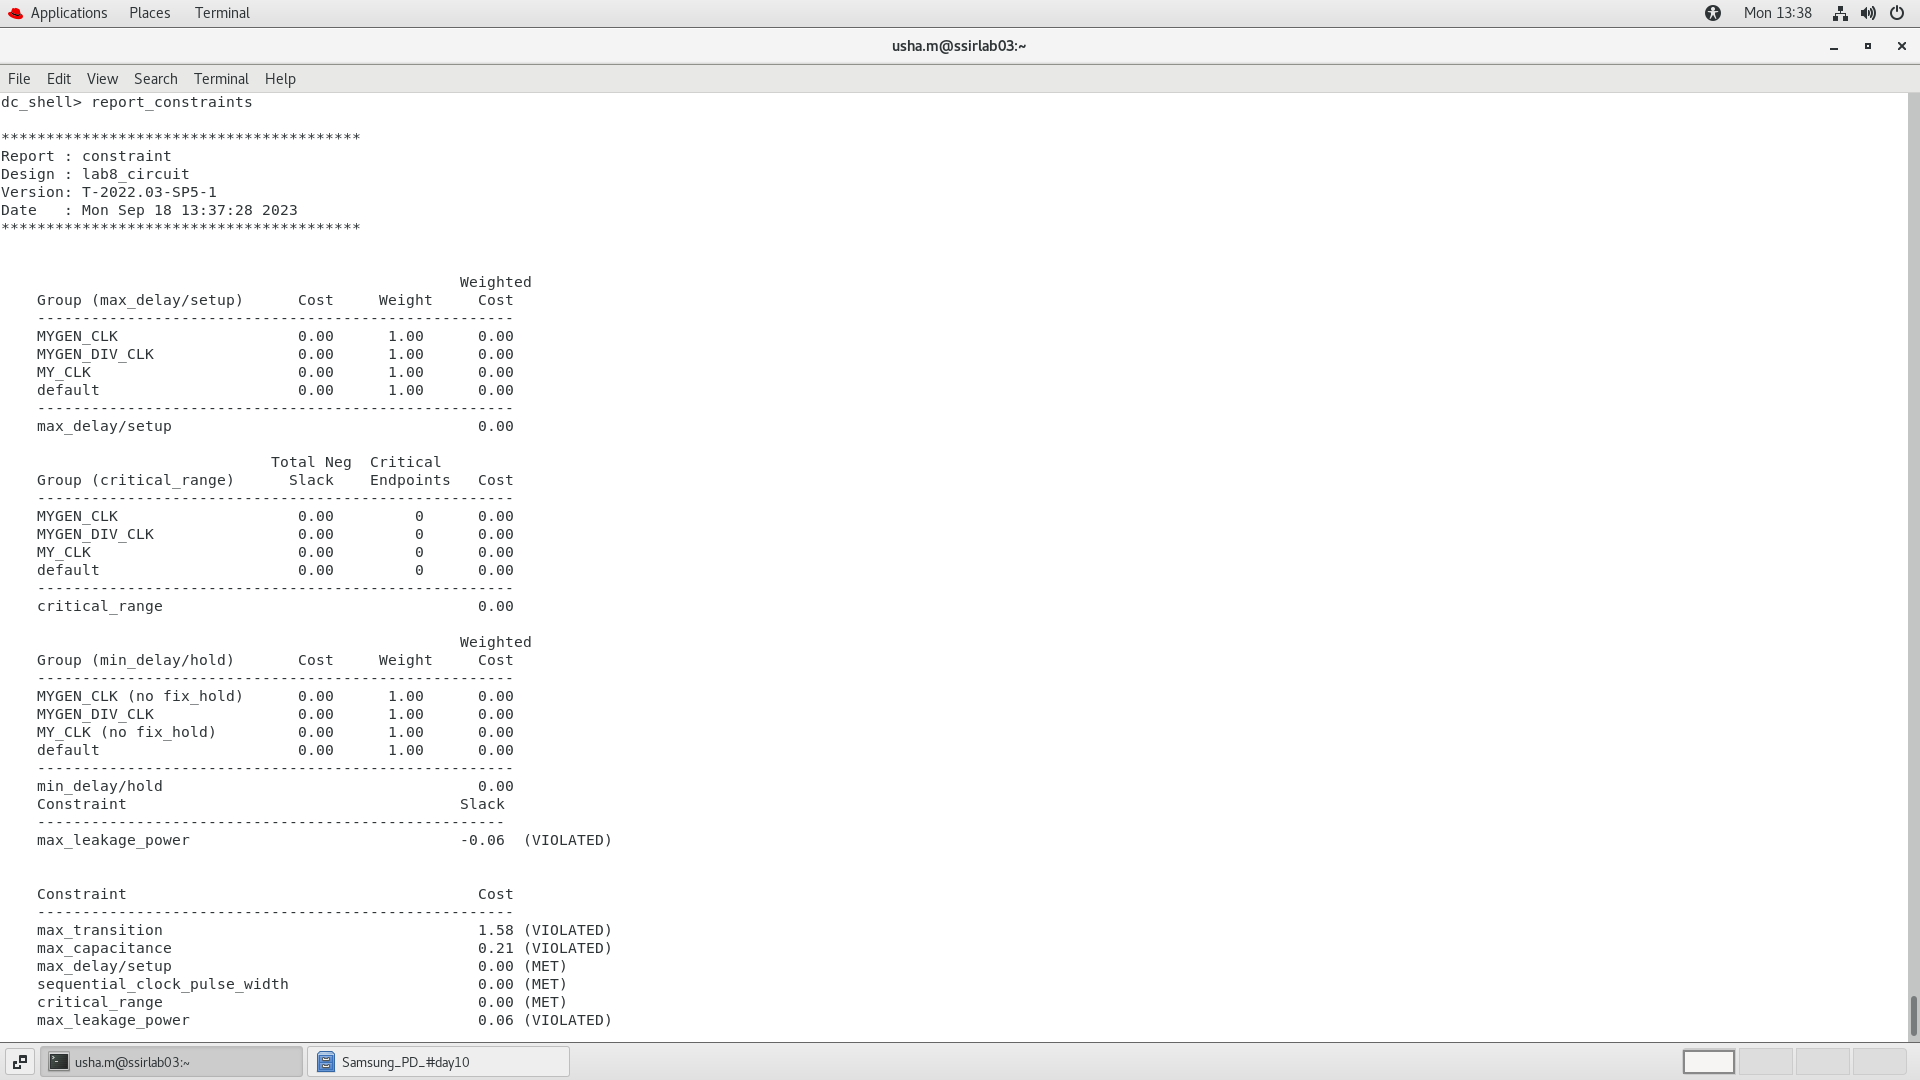 Applications Places Terminal Mon 13:38
usha.m@ssirlab03:~
File Edit View Search Terminal Help
dc_shell> report_constraints
****************************************
Report : constraint
Design : lab8_circuit
Version: T-2022.03-SP5-1
Date   : Mon Sep 18 13:37:28 2023
****************************************
Weighted
Group (max_delay/setup)      Cost     Weight     Cost
-----------------------------------------------------
MYGEN_CLK                    0.00      1.00      0.00
MYGEN_DIV_CLK                0.00      1.00      0.00
MY_CLK                       0.00      1.00      0.00
default                      0.00      1.00      0.00
-----------------------------------------------------
max_delay/setup                                  0.00
Total Neg  Critical
Group (critical_range)      Slack    Endpoints   Cost
-----------------------------------------------------
MYGEN_CLK                    0.00         0      0.00
MYGEN_DIV_CLK                0.00         0      0.00
MY_CLK                       0.00         0      0.00
default                      0.00         0      0.00
-----------------------------------------------------
critical_range                                   0.00
Weighted
Group (min_delay/hold)       Cost     Weight     Cost
-----------------------------------------------------
MYGEN_CLK (no fix_hold)      0.00      1.00      0.00
MYGEN_DIV_CLK                0.00      1.00      0.00
MY_CLK (no fix_hold)         0.00      1.00      0.00
default                      0.00      1.00      0.00
-----------------------------------------------------
min_delay/hold                                   0.00
Constraint                                     Slack
----------------------------------------------------
max_leakage_power                              -0.06  (VIOLATED)
Constraint                                       Cost
-----------------------------------------------------
max_transition                                   1.58 (VIOLATED)
max_capacitance                                  0.21 (VIOLATED)
max_delay/setup                                  0.00 (MET)
sequential_clock_pulse_width                     0.00 (MET)
critical_range                                   0.00 (MET)
max_leakage_power                                0.06 (VIOLATED)
usha.m@ssirlab03:~ Samsung_PD_#day10